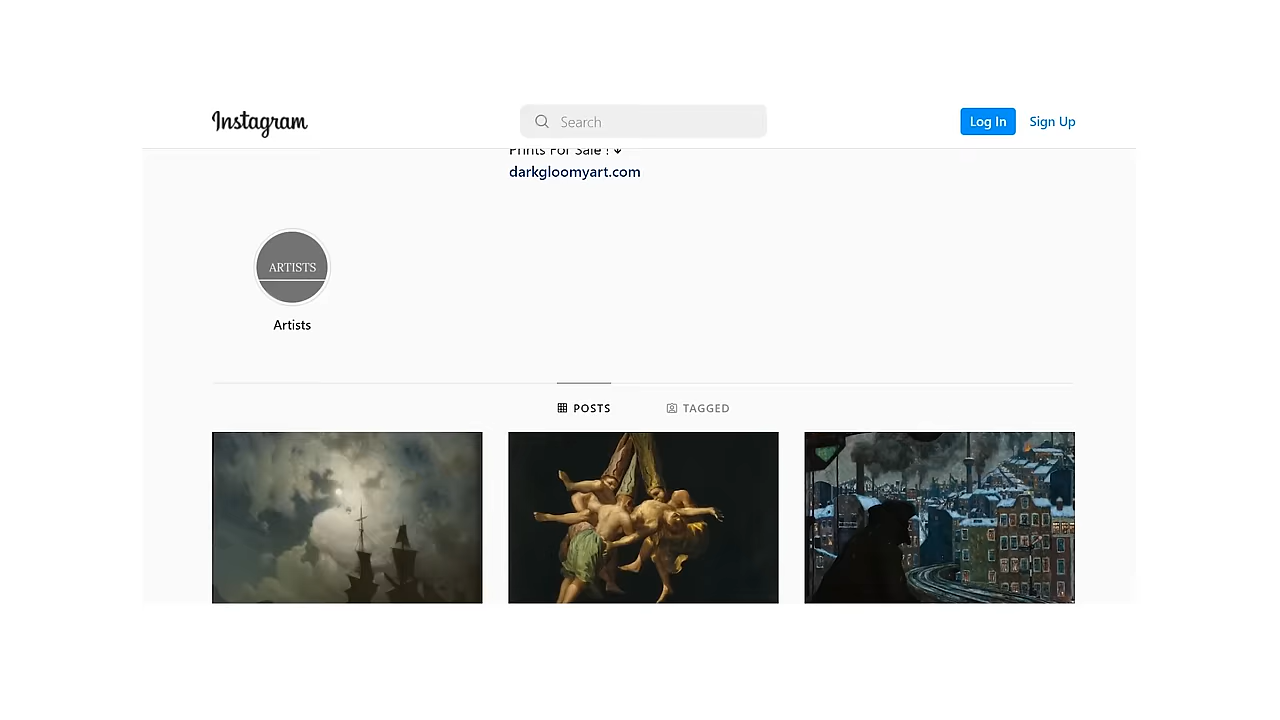 Instagram
Search
Log In
Sign Up
Prints For Sale ! ↓
darkgloomyart.com
ARTISTS
Artists
POSTS
TAGGED